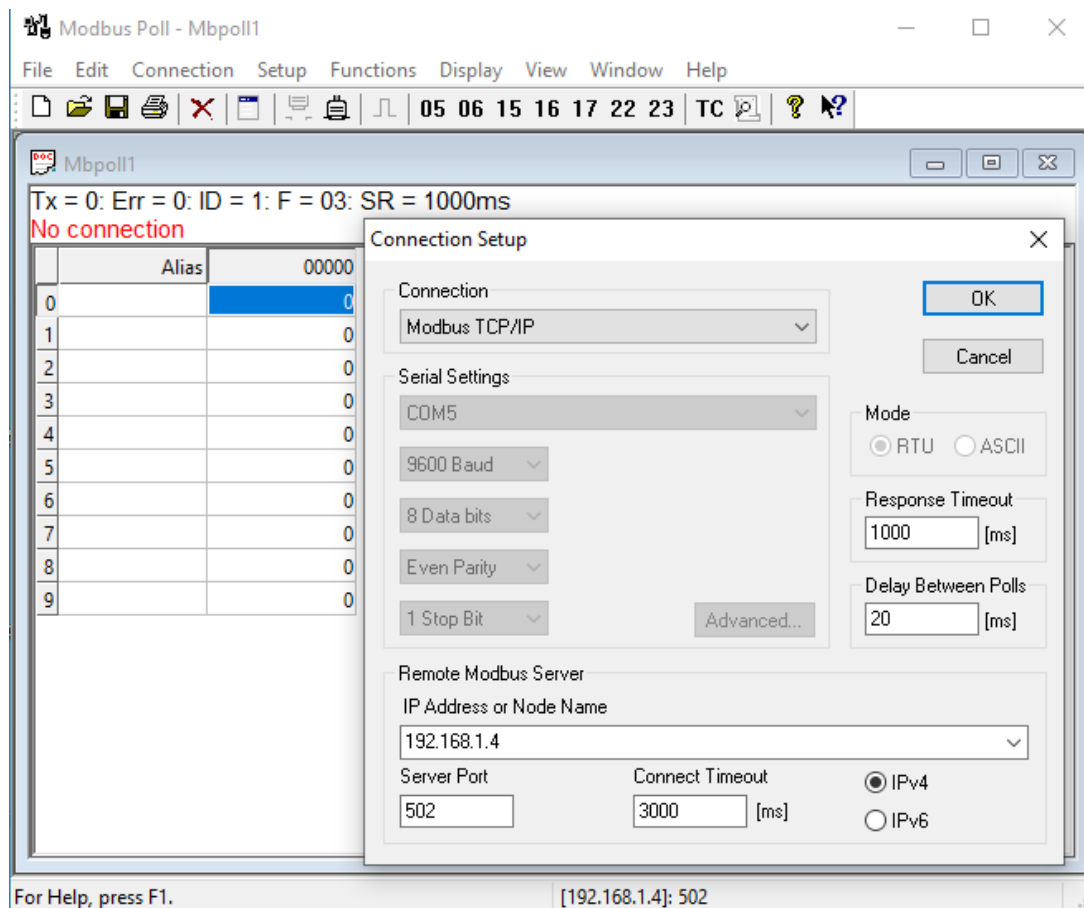 Modbus Poll - Mbpoll1
File Edit Connection Setup Functions Display View Window Help
05 06 15 16 17 22 23 TC
DOC Mbpoll1
Tx = 0: Err = 0: ID = 1: F = 03: SR = 1000ms
No connection
Alias 00000
0 0
1 0
2 0
3 0
4 0
5 0
6 0
7 0
8 0
9 0
Connection Setup
Connection
Modbus TCP/IP
OK
Cancel
Serial Settings
COM5
9600 Baud
8 Data bits
Even Parity
1 Stop Bit
Advanced...
Mode
RTU ASCII
Response Timeout
1000 [ms]
Delay Between Polls
20 [ms]
Remote Modbus Server
IP Address or Node Name
192.168.1.4
Server Port Connect Timeout
502 3000 [ms]
IPv4
IPv6
For Help, press F1. [192.168.1.4]: 502